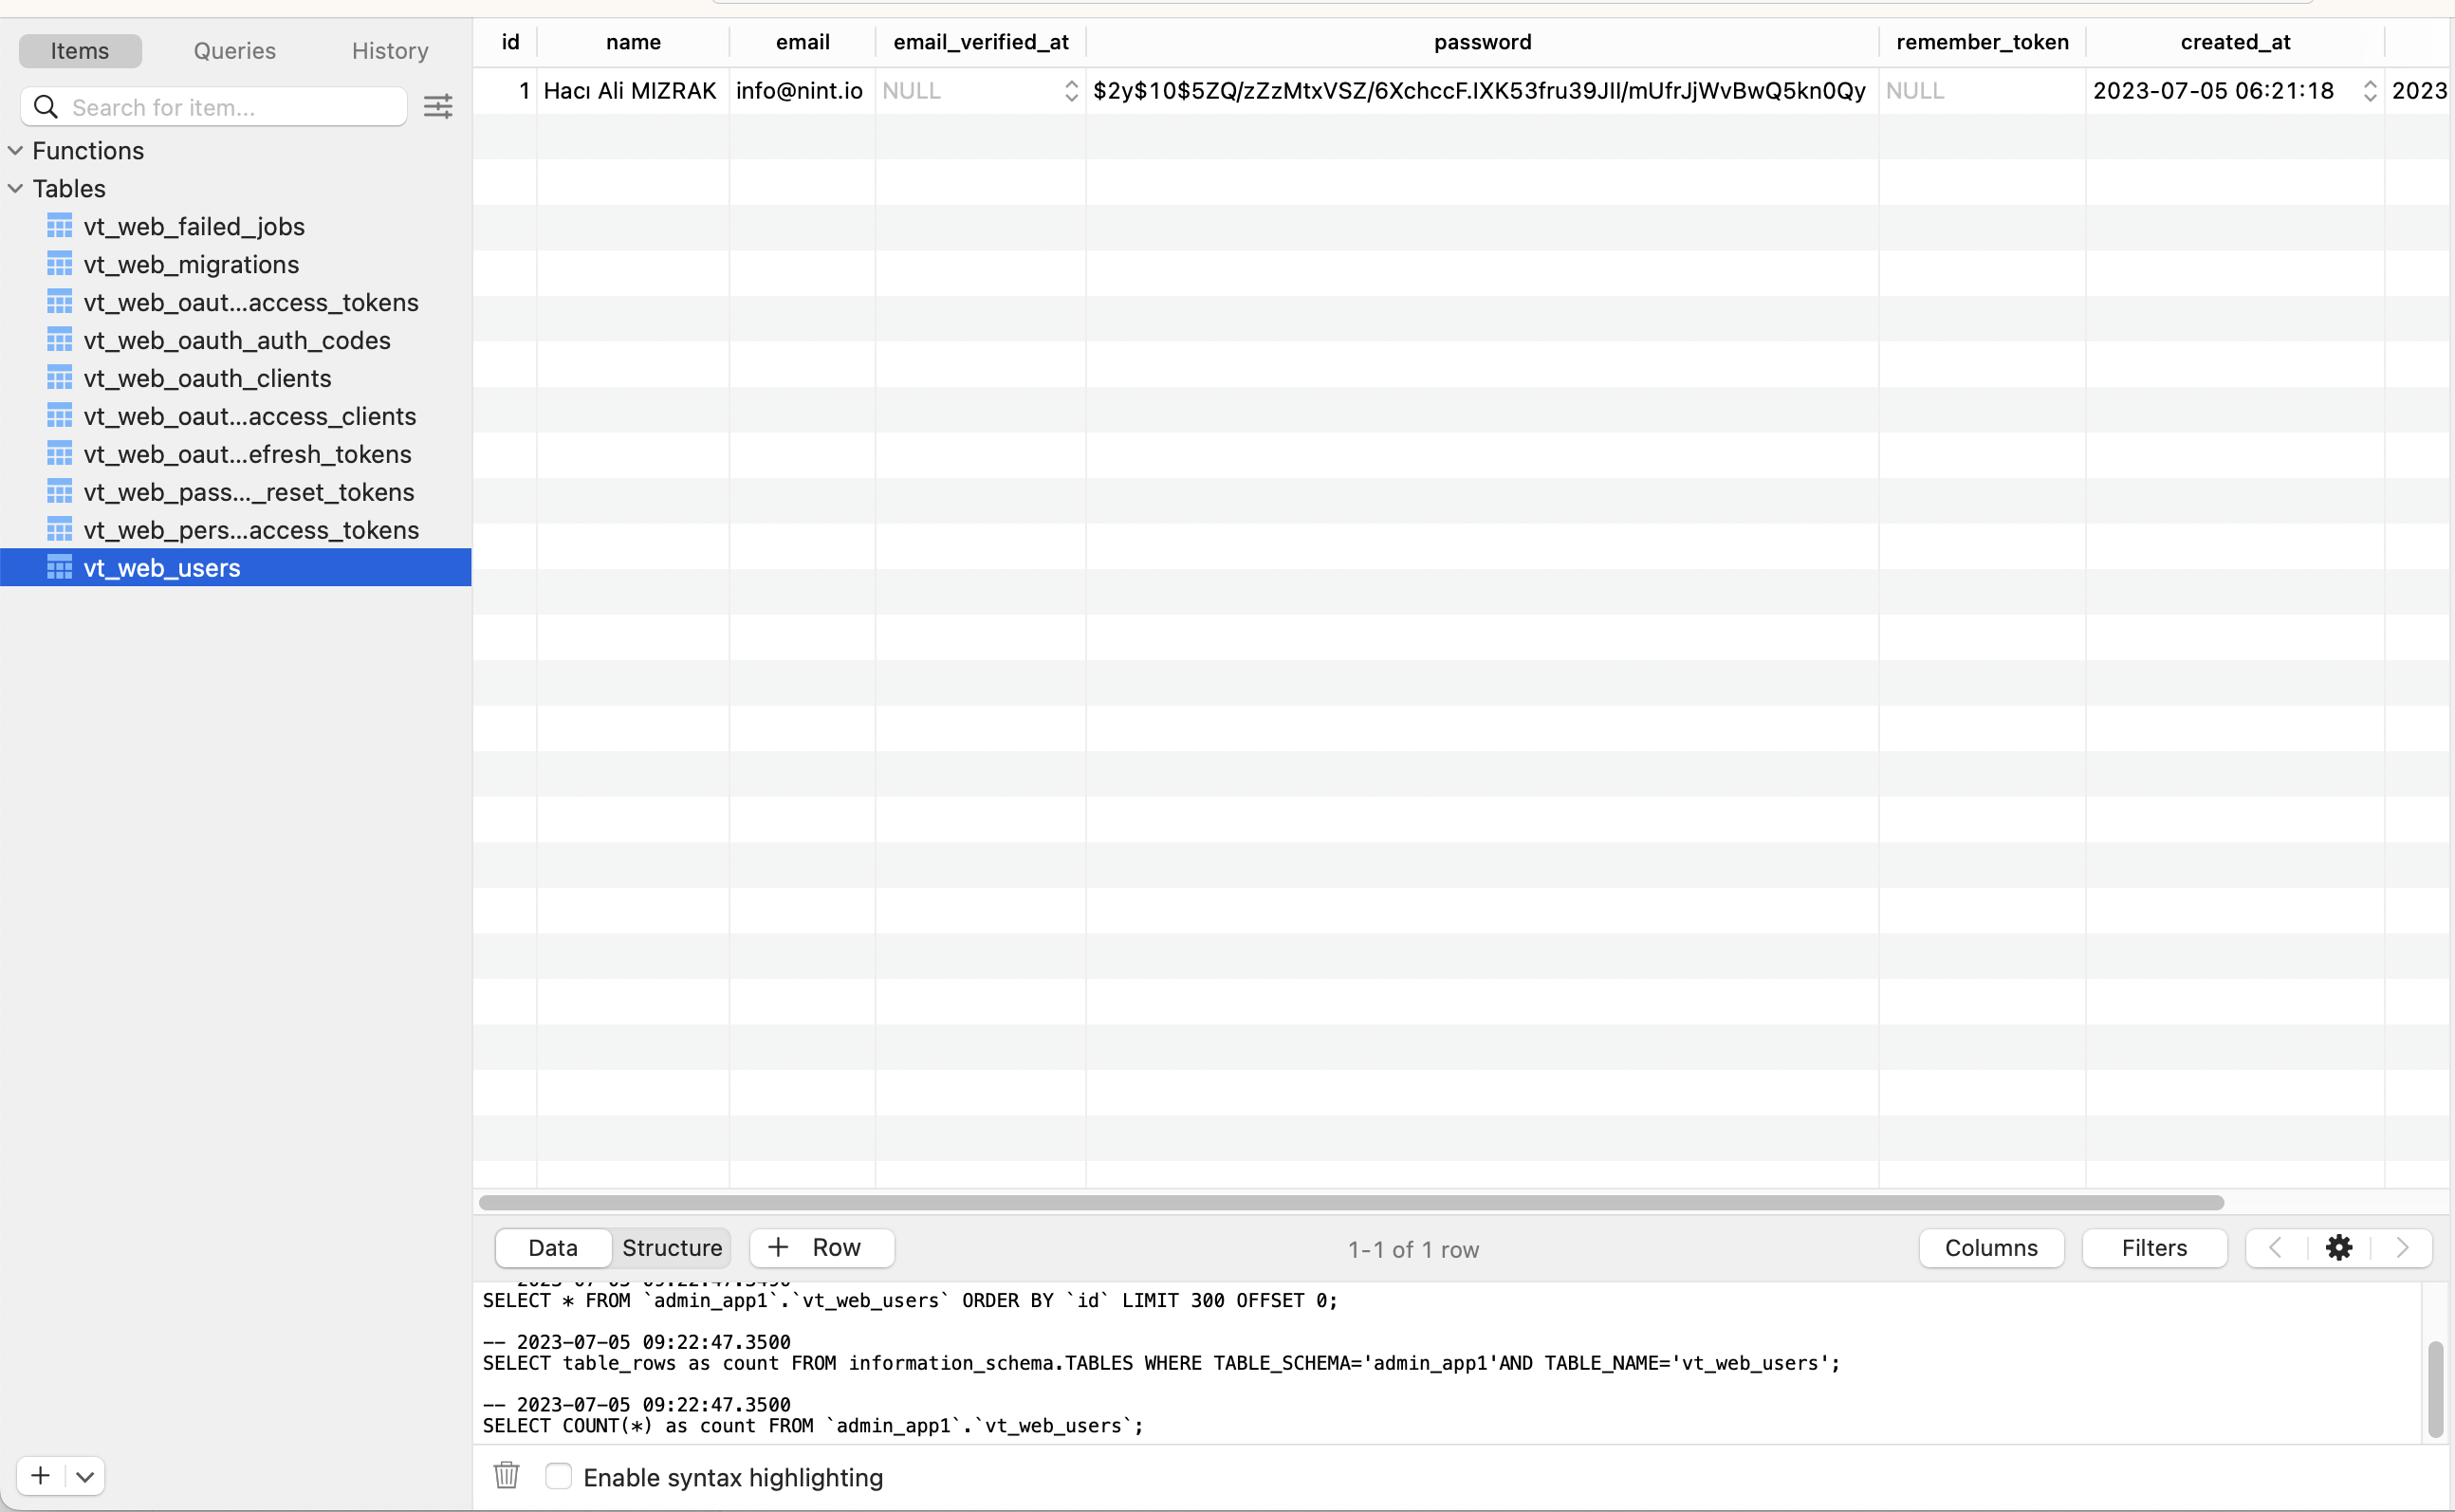 Items Queries History
Search for item...
Functions
Tables
vt_web_failed_jobs
vt_web_migrations
vt_web_oaut...access_tokens
vt_web_oauth_auth_codes
vt_web_oauth_clients
vt_web_oaut...access_clients
vt_web_oaut...efresh_tokens
vt_web_pass..._reset_tokens
vt_web_pers...access_tokens
vt_web_users
id name email email_verified_at password remember_token created_at
1 Hacı Ali MIZRAK info@nint.io NULL $2y$10$5ZQ/zZzMtxVSZ/6XchccF.IXK53fru39JII/mUfrJjWvBwQ5kn0Qy NULL 2023-07-05 06:21:18 2023
Data Structure + Row 1-1 of 1 row Columns Filters
SELECT * FROM `admin_app1`.`vt_web_users` ORDER BY `id` LIMIT 300 OFFSET 0;
-- 2023-07-05 09:22:47.3500
SELECT table_rows as count FROM information_schema.TABLES WHERE TABLE_SCHEMA='admin_app1'AND TABLE_NAME='vt_web_users';
-- 2023-07-05 09:22:47.3500
SELECT COUNT(*) as count FROM `admin_app1`.`vt_web_users`;
Enable syntax highlighting